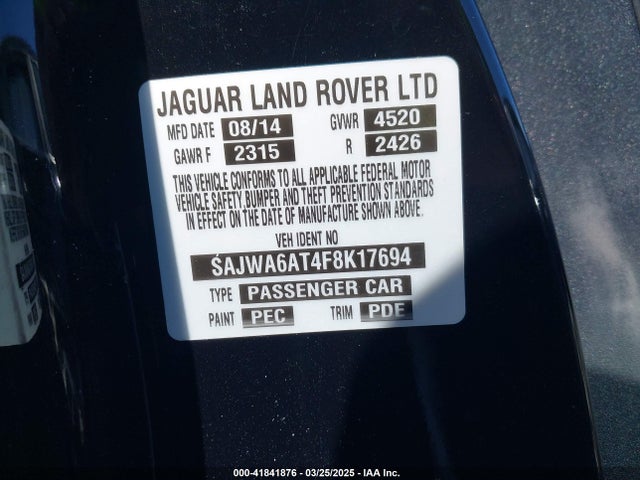 JAGUAR LAND ROVER LTD
MFD DATE 08/14 GVWR 4520
GAWR F 2315 R 2426
THIS VEHICLE CONFORMS TO ALL APPLICABLE FEDERAL MOTOR
VEHICLE SAFETY,BUMPER AND THEFT PREVENTION STANDARDS
IN EFFECT ON THE DATE OF MANUFACTURE SHOWN ABOVE.
VEH IDENT NO
SAJWA6AT4F8K17694
TYPE PASSENGER CAR
PAINT PEC TRIM PDE
000-41841876 - 03/25/2025 - IAA Inc.